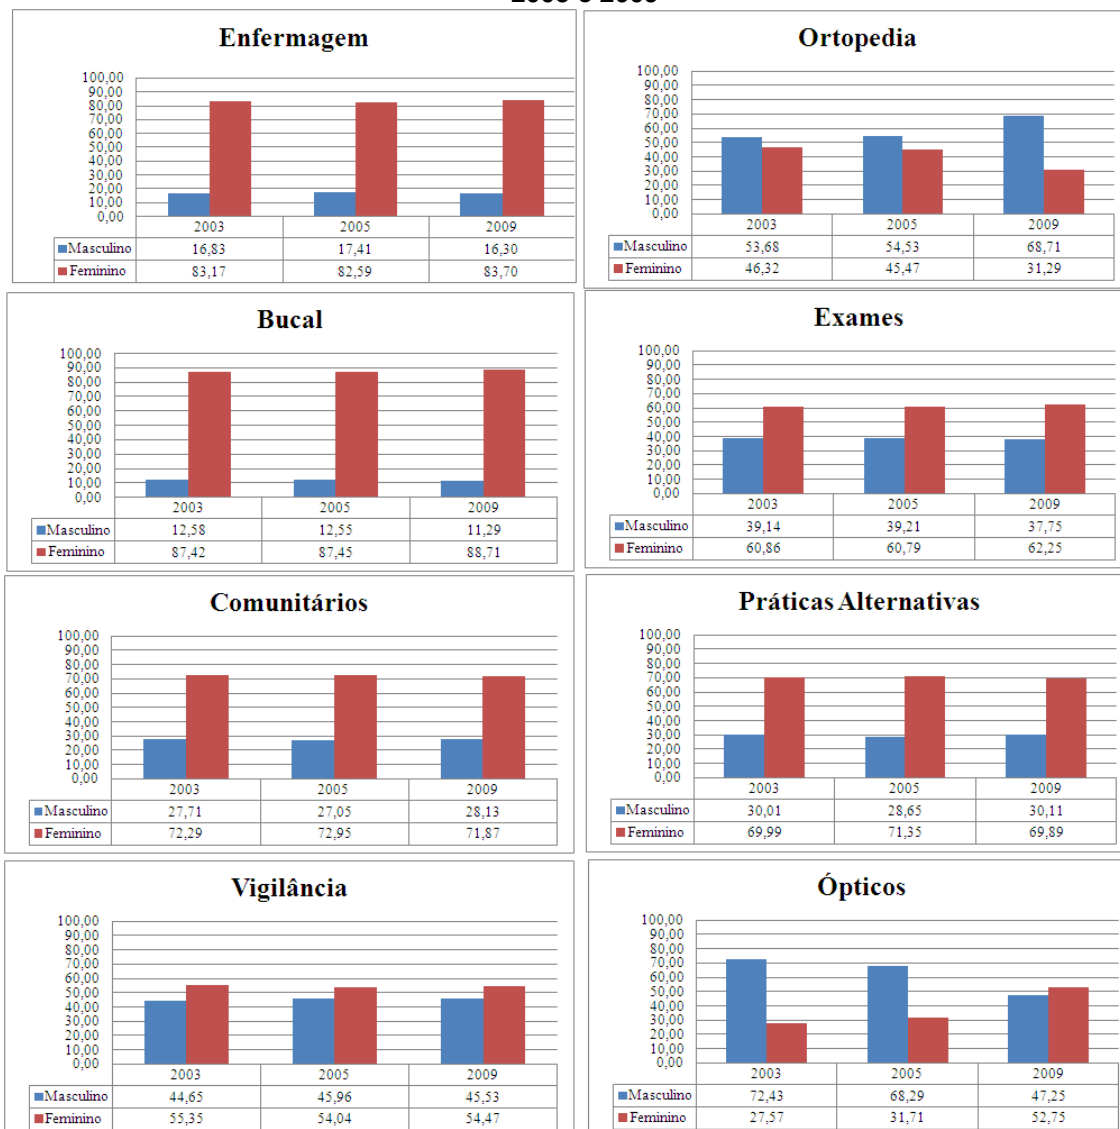 Enfermagem
100,00
90,00
80,00
70,00
60,00
50,00
40,00
30,00
20,00
10,00
0,00
2003 2005 2009
Masculino 16,83 17,41 16,30
Feminino 83,17 82,59 83,70
Ortopedia
100,00
90,00
80,00
70,00
60,00
50,00
40,00
30,00
20,00
10,00
0,00
2003 2005 2009
Masculino 53,68 54,53 68,71
Feminino 46,32 45,47 31,29
Bucal
100,00
90,00
80,00
70,00
60,00
50,00
40,00
30,00
20,00
10,00
0,00
2003 2005 2009
Masculino 12,58 12,55 11,29
Feminino 87,42 87,45 88,71
Exames
100,00
90,00
80,00
70,00
60,00
50,00
40,00
30,00
20,00
10,00
0,00
2003 2005 2009
Masculino 39,14 39,21 37,75
Feminino 60,86 60,79 62,25
Comunitários
100,00
90,00
80,00
70,00
60,00
50,00
40,00
30,00
20,00
10,00
0,00
2003 2005 2009
Masculino 27,71 27,05 28,13
Feminino 72,29 72,95 71,87
Práticas Alternativas
100,00
90,00
80,00
70,00
60,00
50,00
40,00
30,00
20,00
10,00
0,00
2003 2005 2009
Masculino 30,01 28,65 30,11
Feminino 69,99 71,35 69,89
Vigilância
100,00
90,00
80,00
70,00
60,00
50,00
40,00
30,00
20,00
10,00
0,00
2003 2005 2009
Masculino 44,65 45,96 45,53
Feminino 55,35 54,04 54,47
Ópticos
100,00
90,00
80,00
70,00
60,00
50,00
40,00
30,00
20,00
10,00
0,00
2003 2005 2009
Masculino 72,43 68,29 47,25
Feminino 27,57 31,71 52,75